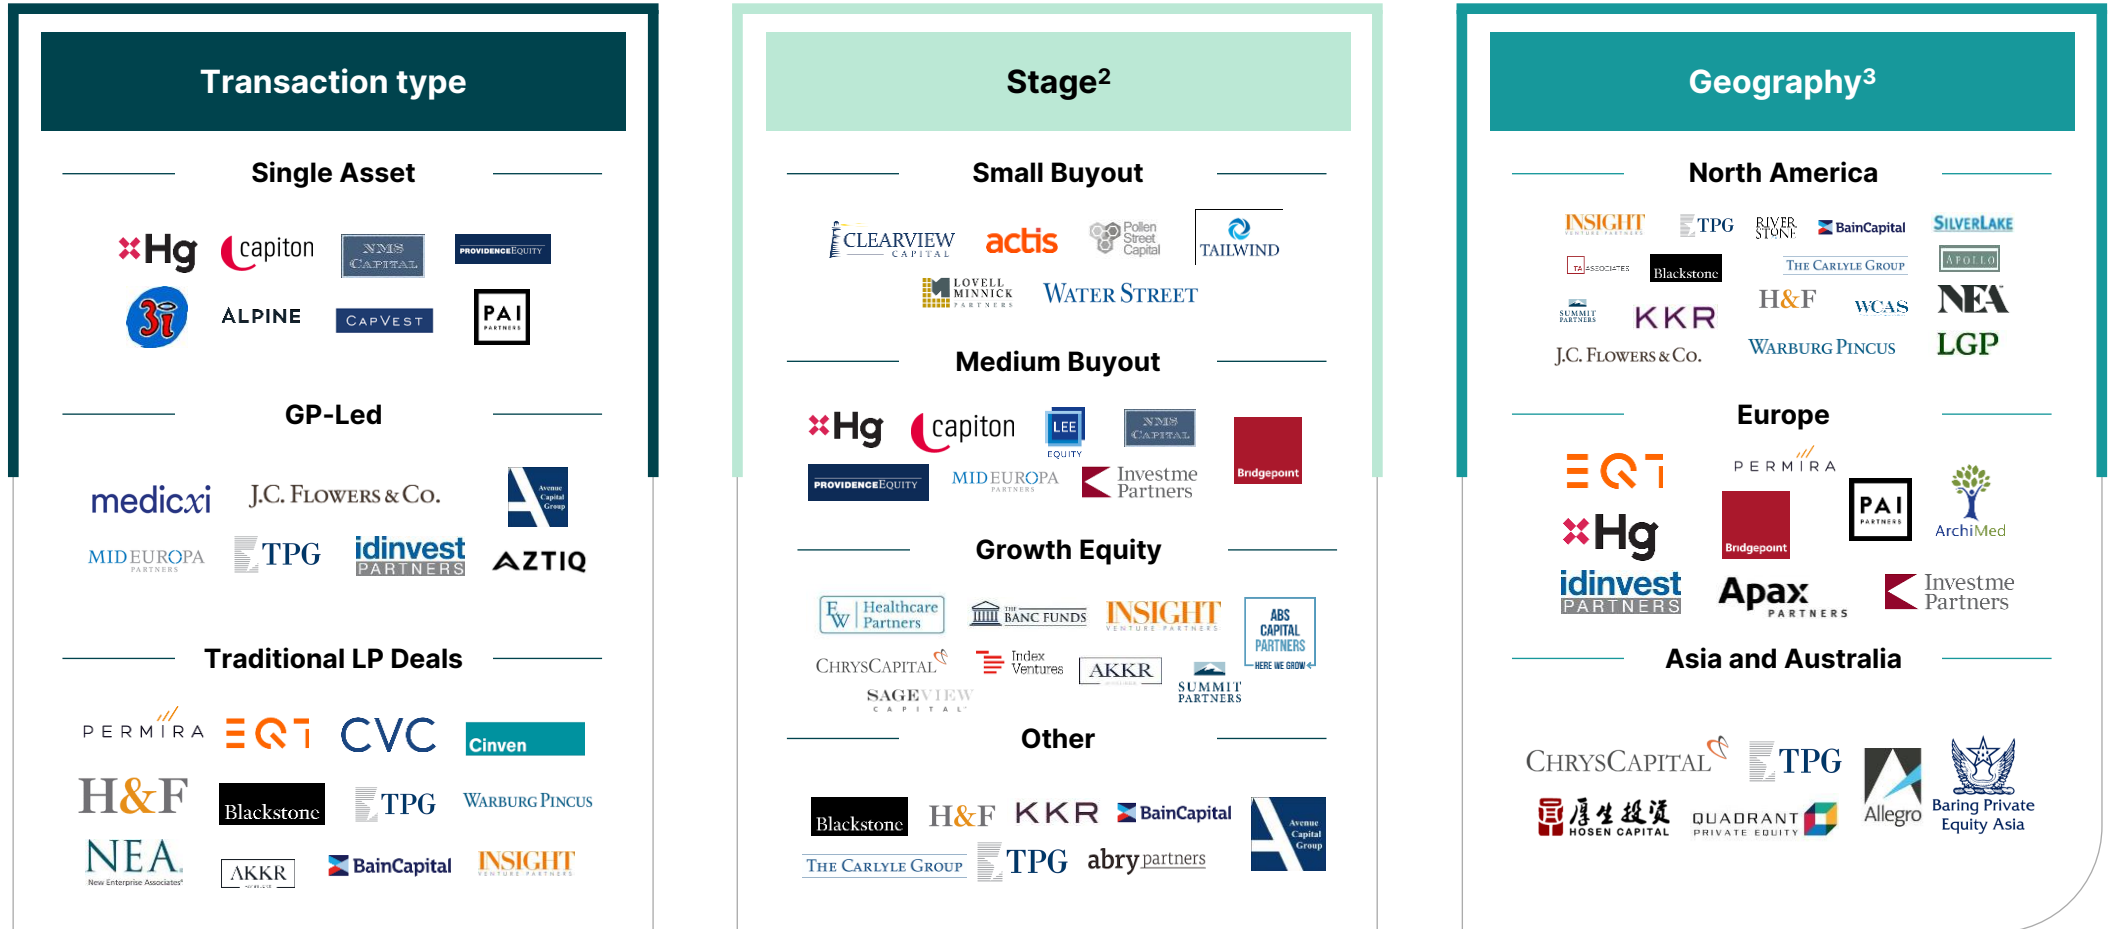 Transaction type
Single Asset
Hg
capiton
NMS
CAPITAL
PROVIDENCEEQUITY
3i
ALPINE
CAPVEST
PAI
PARTNERS
GP-Led
medicxi
J.C. FLOWERS & CO.
Avenue
Capital
Group
MIDEUROPA
PARTNERS
TPG
idinvest
PARTNERS
AZTIQ
Traditional LP Deals
PERMIRA
EQT
CVC
Cinven
H&F
Blackstone
TPG
WARBURG PINCUS
NEA
New Enterprise Associates
AKKR
BainCapital
INSIGHT
VENTURE PARTNERS
Stage²
Small Buyout
CLEARVIEW
CAPITAL
actis
Pollen
Street
Capital
TAILWIND
LOVELL
MINNICK
PARTNERS
WATER STREET
Medium Buyout
Hg
capiton
LEE
EQUITY
NMS
CAPITAL
Bridgepoint
PROVIDENCEEQUITY
MIDEUROPA
PARTNERS
Investme
Partners
Growth Equity
EW
Healthcare
Partners
THE
BANC FUNDS
INSIGHT
VENTURE PARTNERS
ABS
CAPITAL
PARTNERS
HERE WE GROW
CHRYSCAPITAL
Index
Ventures
AKKR
SUMMIT
PARTNERS
SAGEVIEW
CAPITAL
Other
Blackstone
H&F
KKR
BainCapital
Avenue
Capital
Group
THE CARLYLE GROUP
TPG
abry partners
Geography³
North America
INSIGHT
VENTURE PARTNERS
TPG
RIVER
STONE
BainCapital
SILVERLAKE
TA ASSOCIATES
Blackstone
THE CARLYLE GROUP
APOLLO
SUMMIT
PARTNERS
KKR
H&F
WCAS
NEA
J.C. FLOWERS & CO.
WARBURG PINCUS
LGP
Europe
EQT
PERMIRA
Hg
Bridgepoint
PAI
PARTNERS
ArchiMed
idinvest
PARTNERS
Apax
PARTNERS
Investme
Partners
Asia and Australia
CHRYSCAPITAL
TPG
Allegro
Baring Private
Equity Asia
厚生投资
HOSEN CAPITAL
QUADRANT
PRIVATE EQUITY